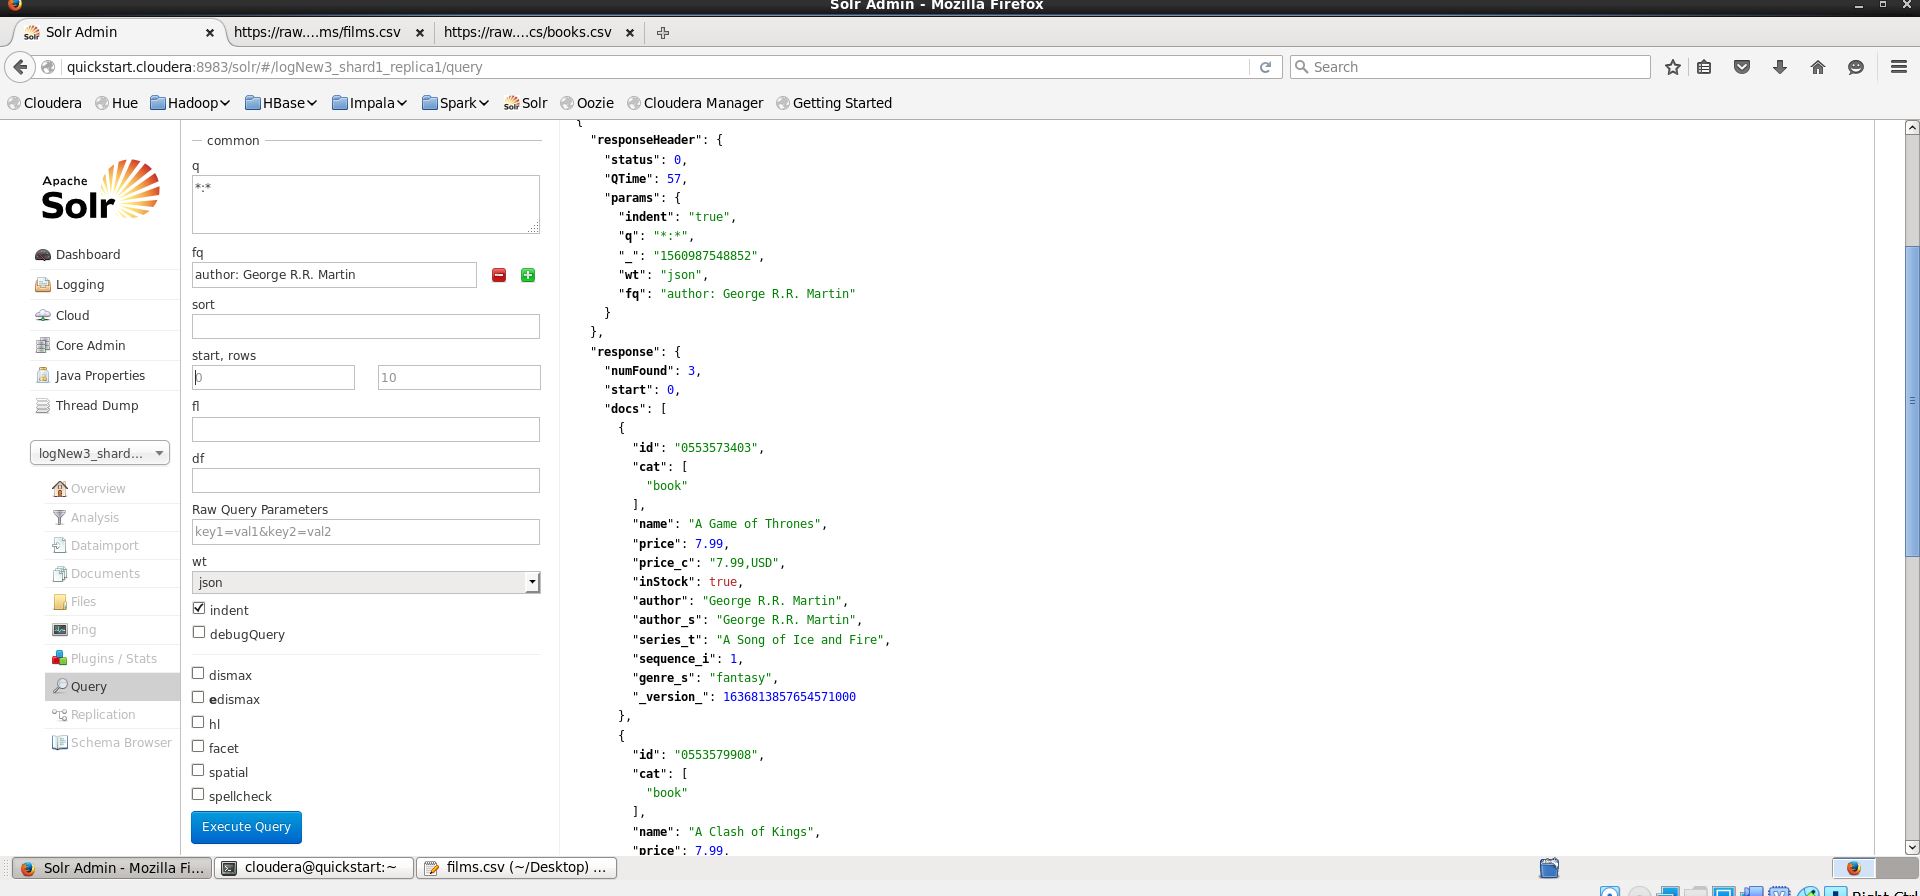 Solr Admin - Mozilla Firefox
Solr Admin
https://raw....ms/films.csv
https://raw....cs/books.csv
quickstart.cloudera:8983/solr/#/logNew3_shard1_replica1/query
Search
Cloudera
Hue
Hadoop
HBase
Impala
Spark
Solr
Oozie
Cloudera Manager
Getting Started
Apache
Solr
Dashboard
Logging
Cloud
Core Admin
Java Properties
Thread Dump
logNew3_shard...
Overview
Analysis
Dataimport
Documents
Files
Ping
Plugins / Stats
Query
Replication
Schema Browser
common
q
*:*
fq
author: George R.R. Martin
sort
start, rows
0
10
fl
df
Raw Query Parameters
key1=val1&key2=val2
wt
json
indent
debugQuery
dismax
edismax
hl
facet
spatial
spellcheck
Execute Query
{
"responseHeader": {
"status": 0,
"QTime": 57,
"params": {
"indent": "true",
"q": "*:*",
"_": "1560987548852",
"wt": "json",
"fq": "author: George R.R. Martin"
}
},
"response": {
"numFound": 3,
"start": 0,
"docs": [
{
"id": "0553573403",
"cat": [
"book"
],
"name": "A Game of Thrones",
"price": 7.99,
"price_c": "7.99,USD",
"inStock": true,
"author": "George R.R. Martin",
"author_s": "George R.R. Martin",
"series_t": "A Song of Ice and Fire",
"sequence_i": 1,
"genre_s": "fantasy",
"_version_": 1636813857654571000
},
{
"id": "0553579908",
"cat": [
"book"
],
"name": "A Clash of Kings",
"price": 7.99,
Solr Admin - Mozilla Fi...
cloudera@quickstart:~
films.csv (~/Desktop) ...
Right Ctrl